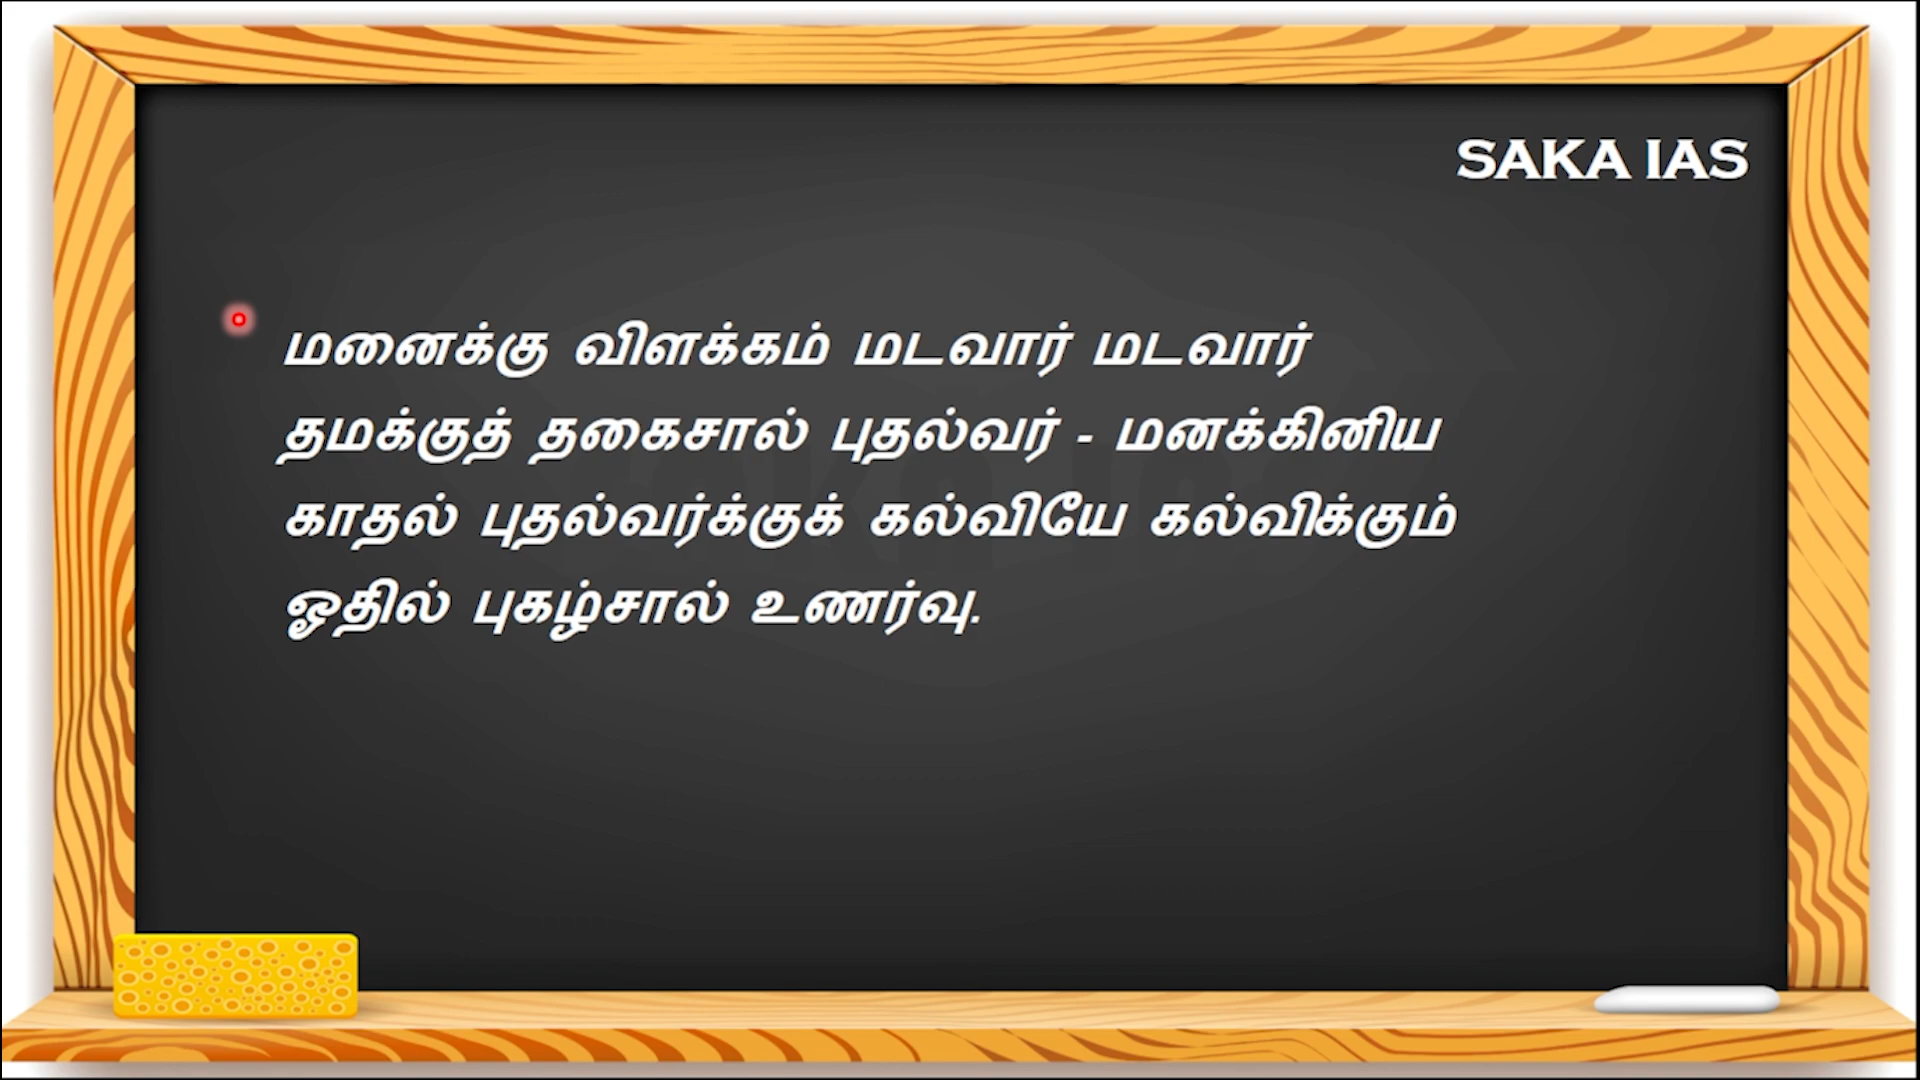 SAKA IAS
மனைக்கு விளக்கம் மடவார் மடவார்
தமக்குத் தகைசால் புதல்வர் - மனக்கினிய
காதல் புதல்வர்க்குக் கல்வியே கல்விக்கும்
ஓதில் புகழ்சால் உணர்வு.